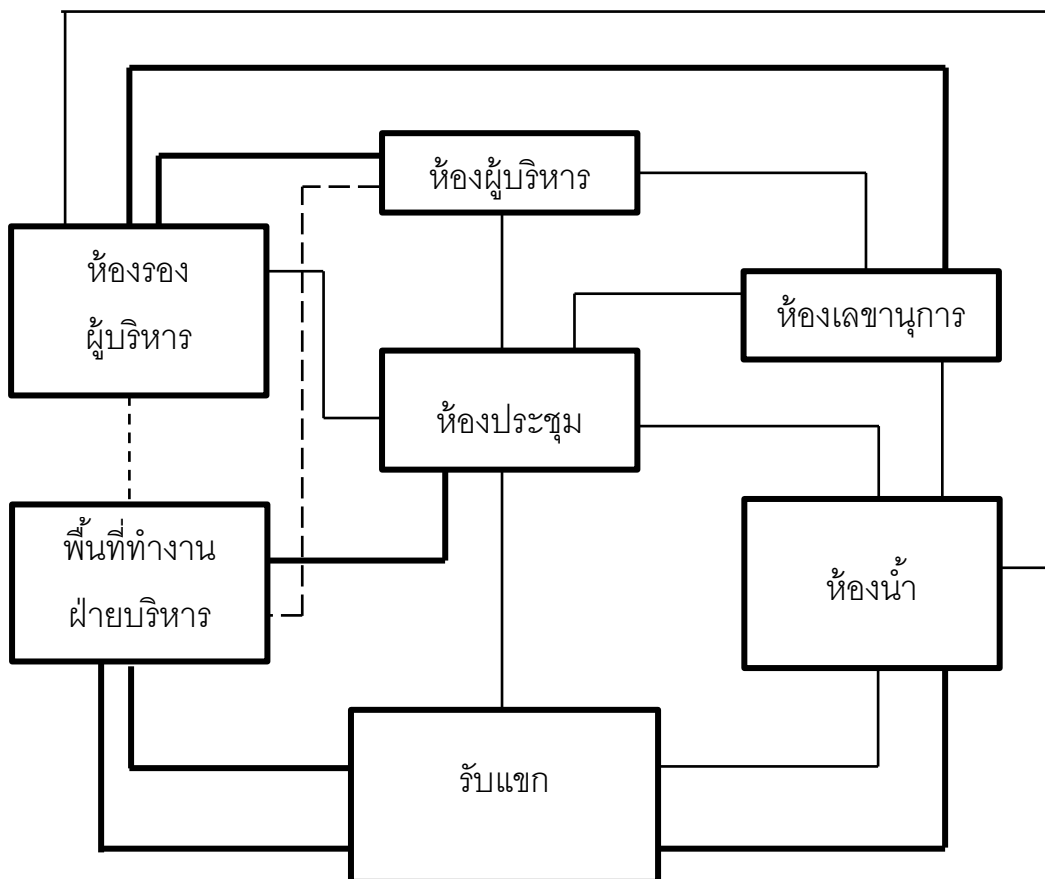 ห้องผู้บริหาร
ห้องรอง
ผู้บริหาร
ห้องเลขานุการ
ห้องประชุม
พื้นที่ทำงาน
ฝ่ายบริหาร
ห้องน้ำ
รับแขก